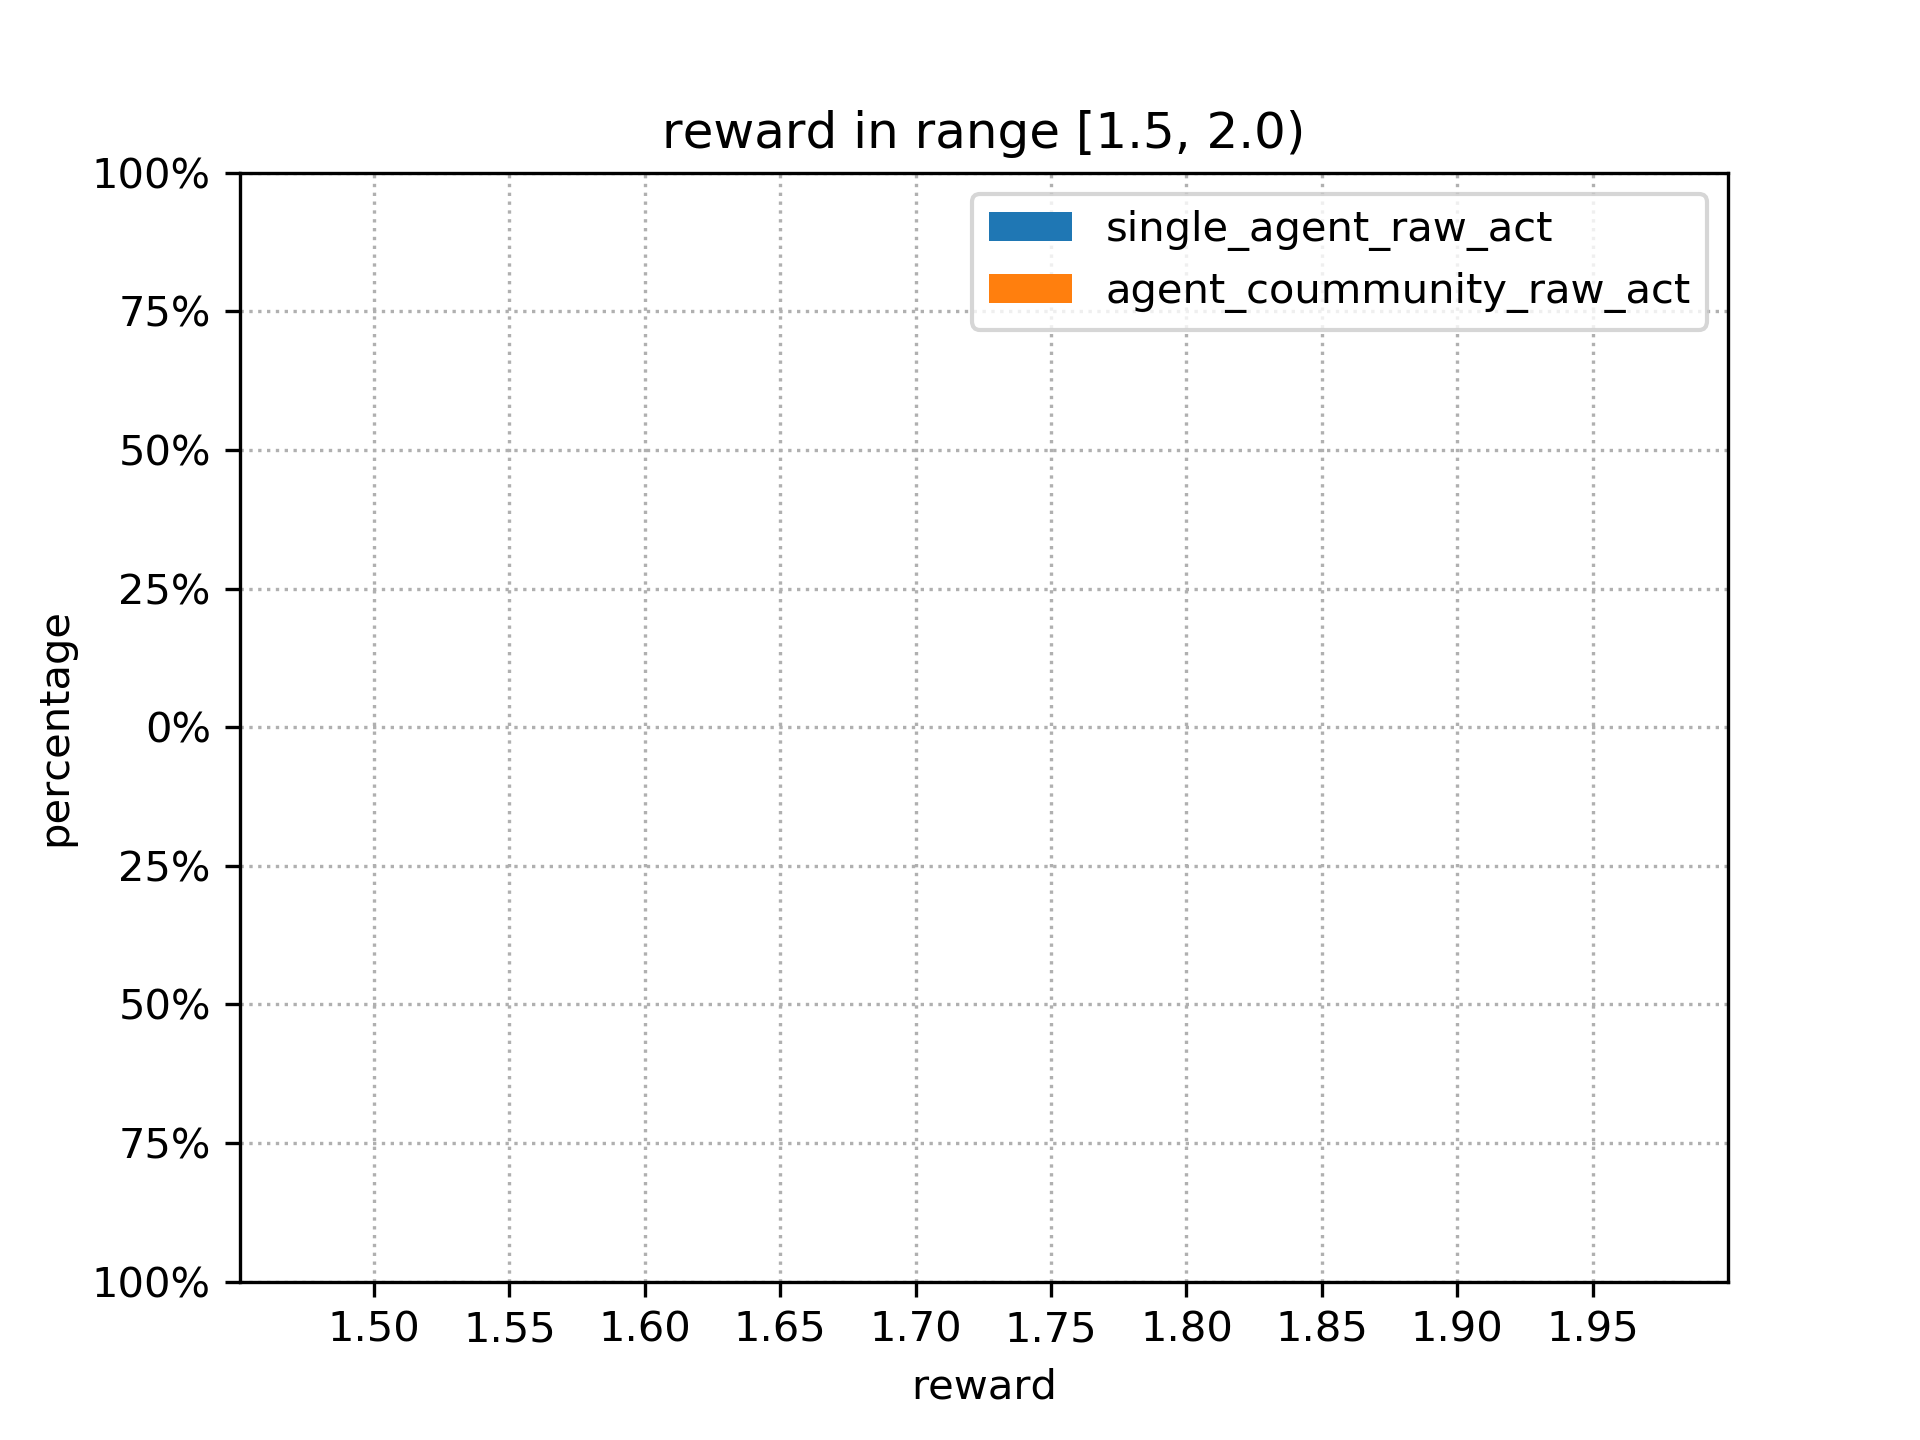 reward in range [1.5, 2.0)
100%
75%
50%
25%
0%
25%
50%
75%
100%
percentage
single_agent_raw_act
agent_coummunity_raw_act
1.50 1.55 1.60 1.65 1.70 1.75 1.80 1.85 1.90 1.95
reward